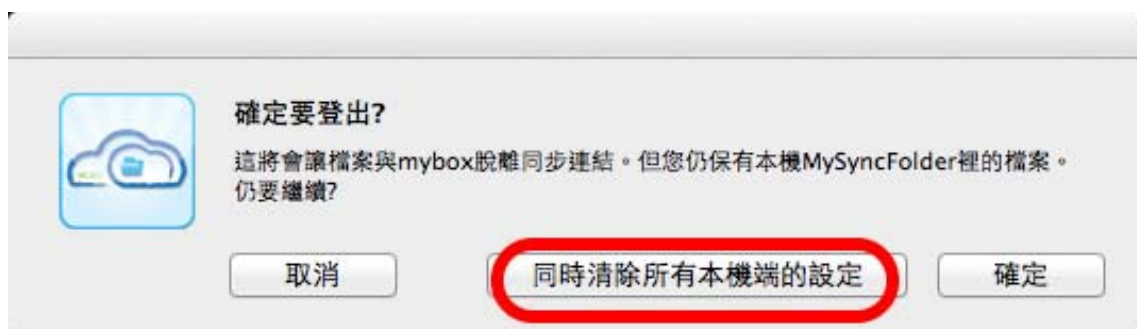 確定要登出?
這將會讓檔案與mybox脫離同步連結。但您仍保有本機MySyncFolder裡的檔案。
仍要繼續?
取消
同時清除所有本機端的設定
確定